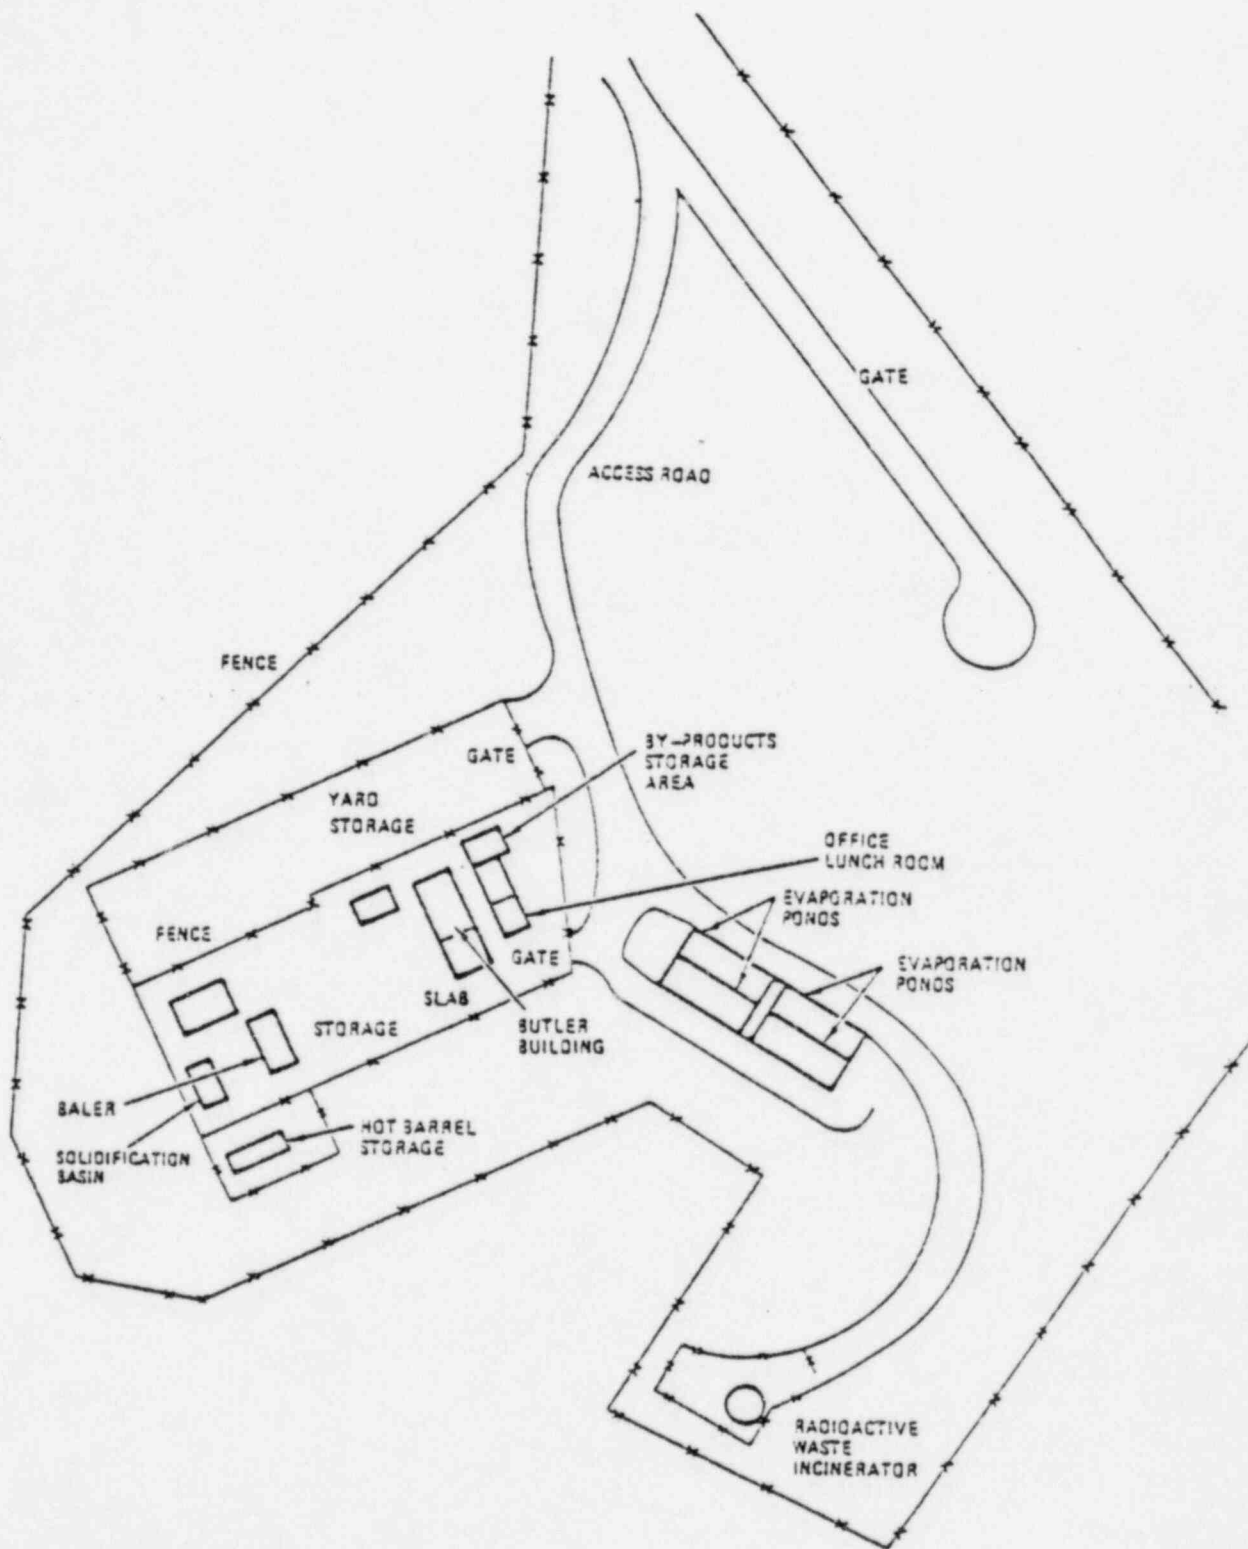 GATE
ACCESS ROAD
FENCE
BY-PRODUCTS
STORAGE
AREA
GATE
YARD
STORAGE
OFFICE
LUNCH ROOM
EVAPORATION
PONDS
FENCE
GATE
EVAPORATION
PONDS
SLAB
STORAGE
BUTLER
BUILDING
BALER
HOT BARREL
STORAGE
SOLIDIFICATION
BASIN
RADIOACTIVE
WASTE
INCINERATOR